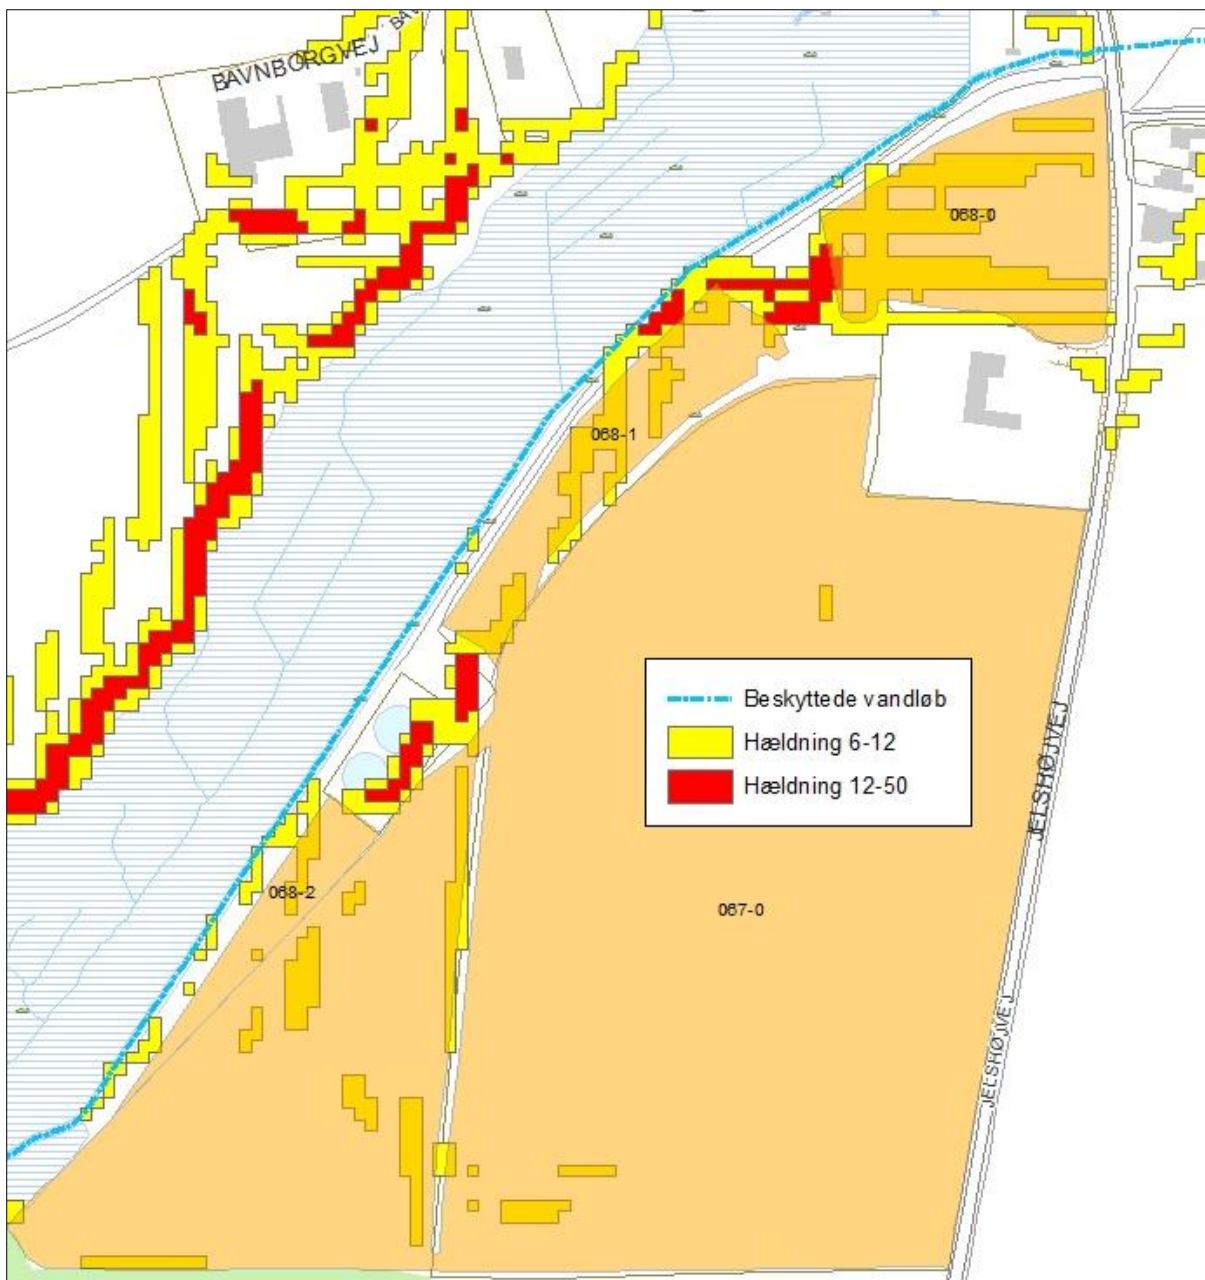 BAVNBORGVEJ
BAV
068-0
068-1
Beskyttede vandløb
Hældning 6-12
Hældning 12-50
JELSHØJVEJ
068-2
067-0
JELSHØJVEJ